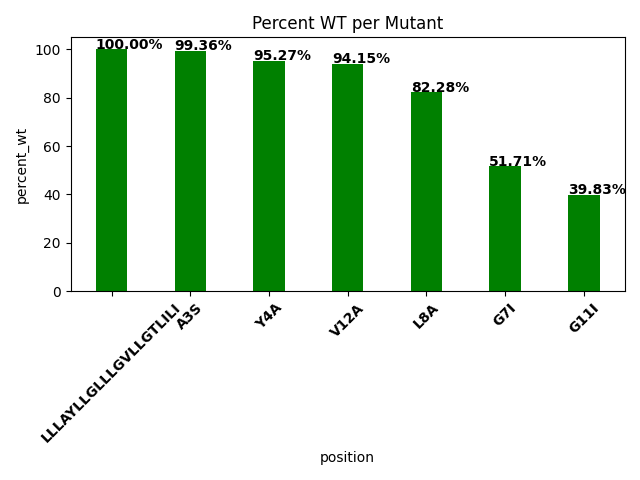 Percent WT per Mutant
percent_wt
100
80
60
40
20
0
100.00%
99.36%
95.27%
94.15%
82.28%
51.71%
39.83%
LLLAYLLGLLLGVLLGTLILI
A3S
Y4A
V12A
L8A
G7I
G11I
position